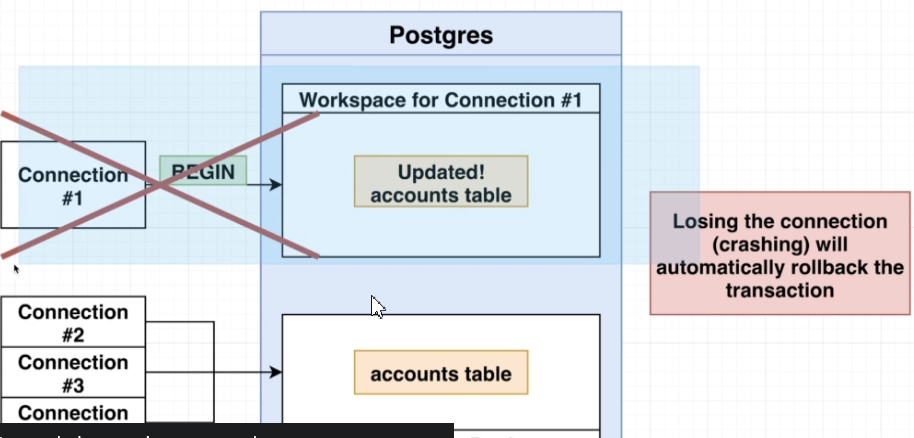 Postgres
Workspace for Connection #1
Connection
#1
BEGIN
Updated!
accounts table
Losing the connection
(crashing) will
automatically rollback the
transaction
Connection
#2
Connection
#3
Connection
accounts table